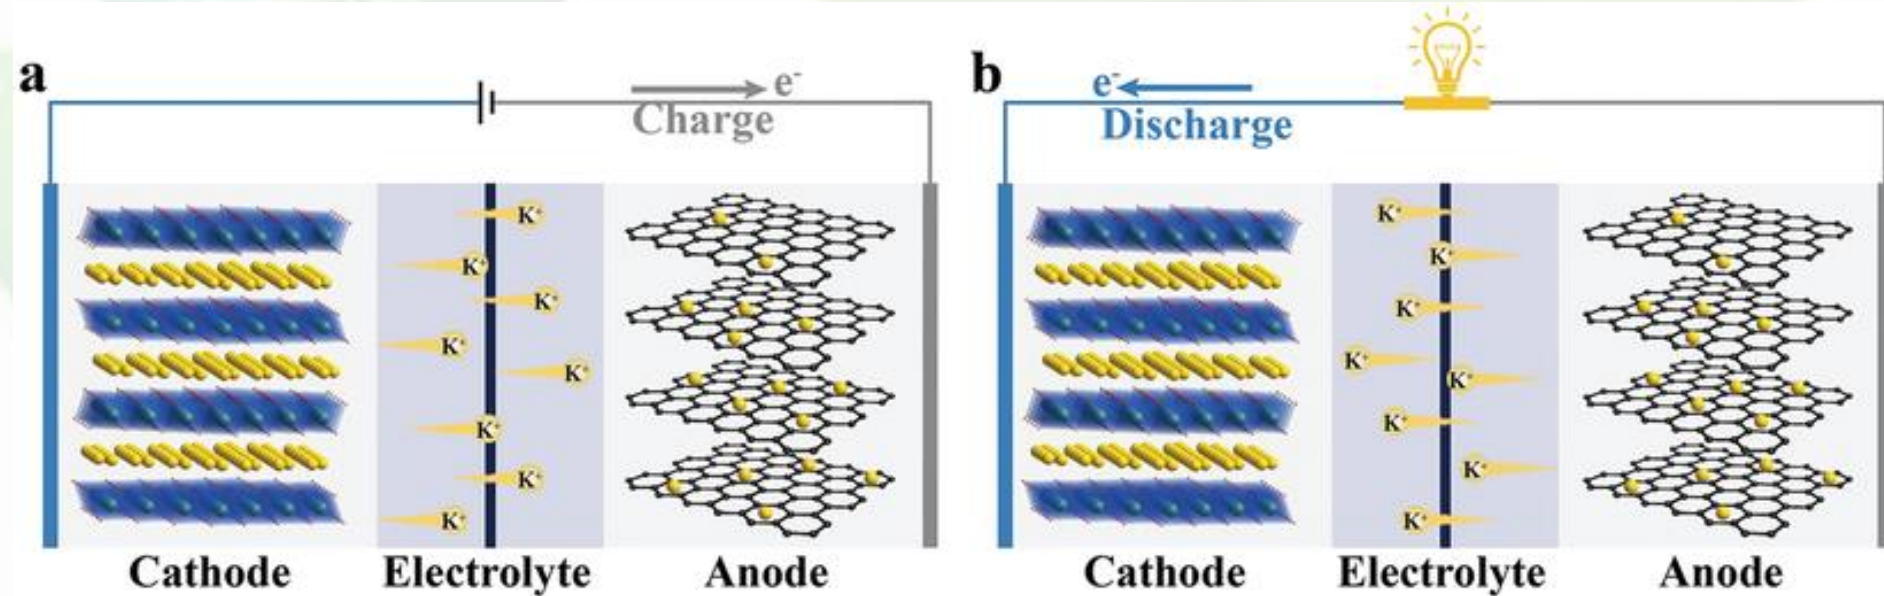 a
e⁻
Charge
K⁺
K⁺
K⁺
K⁺
K⁺
K⁺
K⁺
K⁺
Cathode
Electrolyte
Anode
b
e⁻
Discharge
K⁺
K⁺
K⁺
K⁺
K⁺
K⁺
K⁺
K⁺
Cathode
Electrolyte
Anode